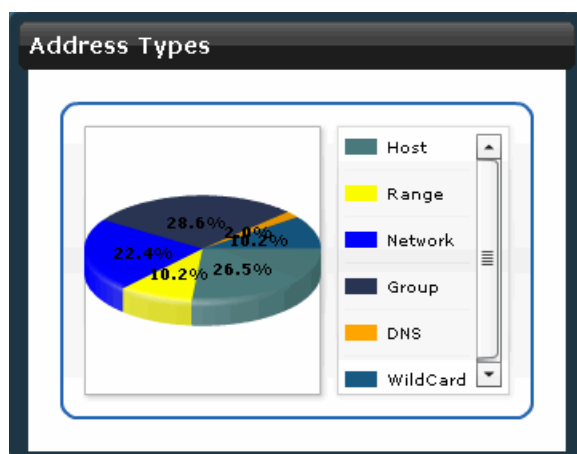 Address Types
28.6%
2.0%
10.2%
22.4%
10.2%
26.5%
Host
Range
Network
Group
DNS
WildCard